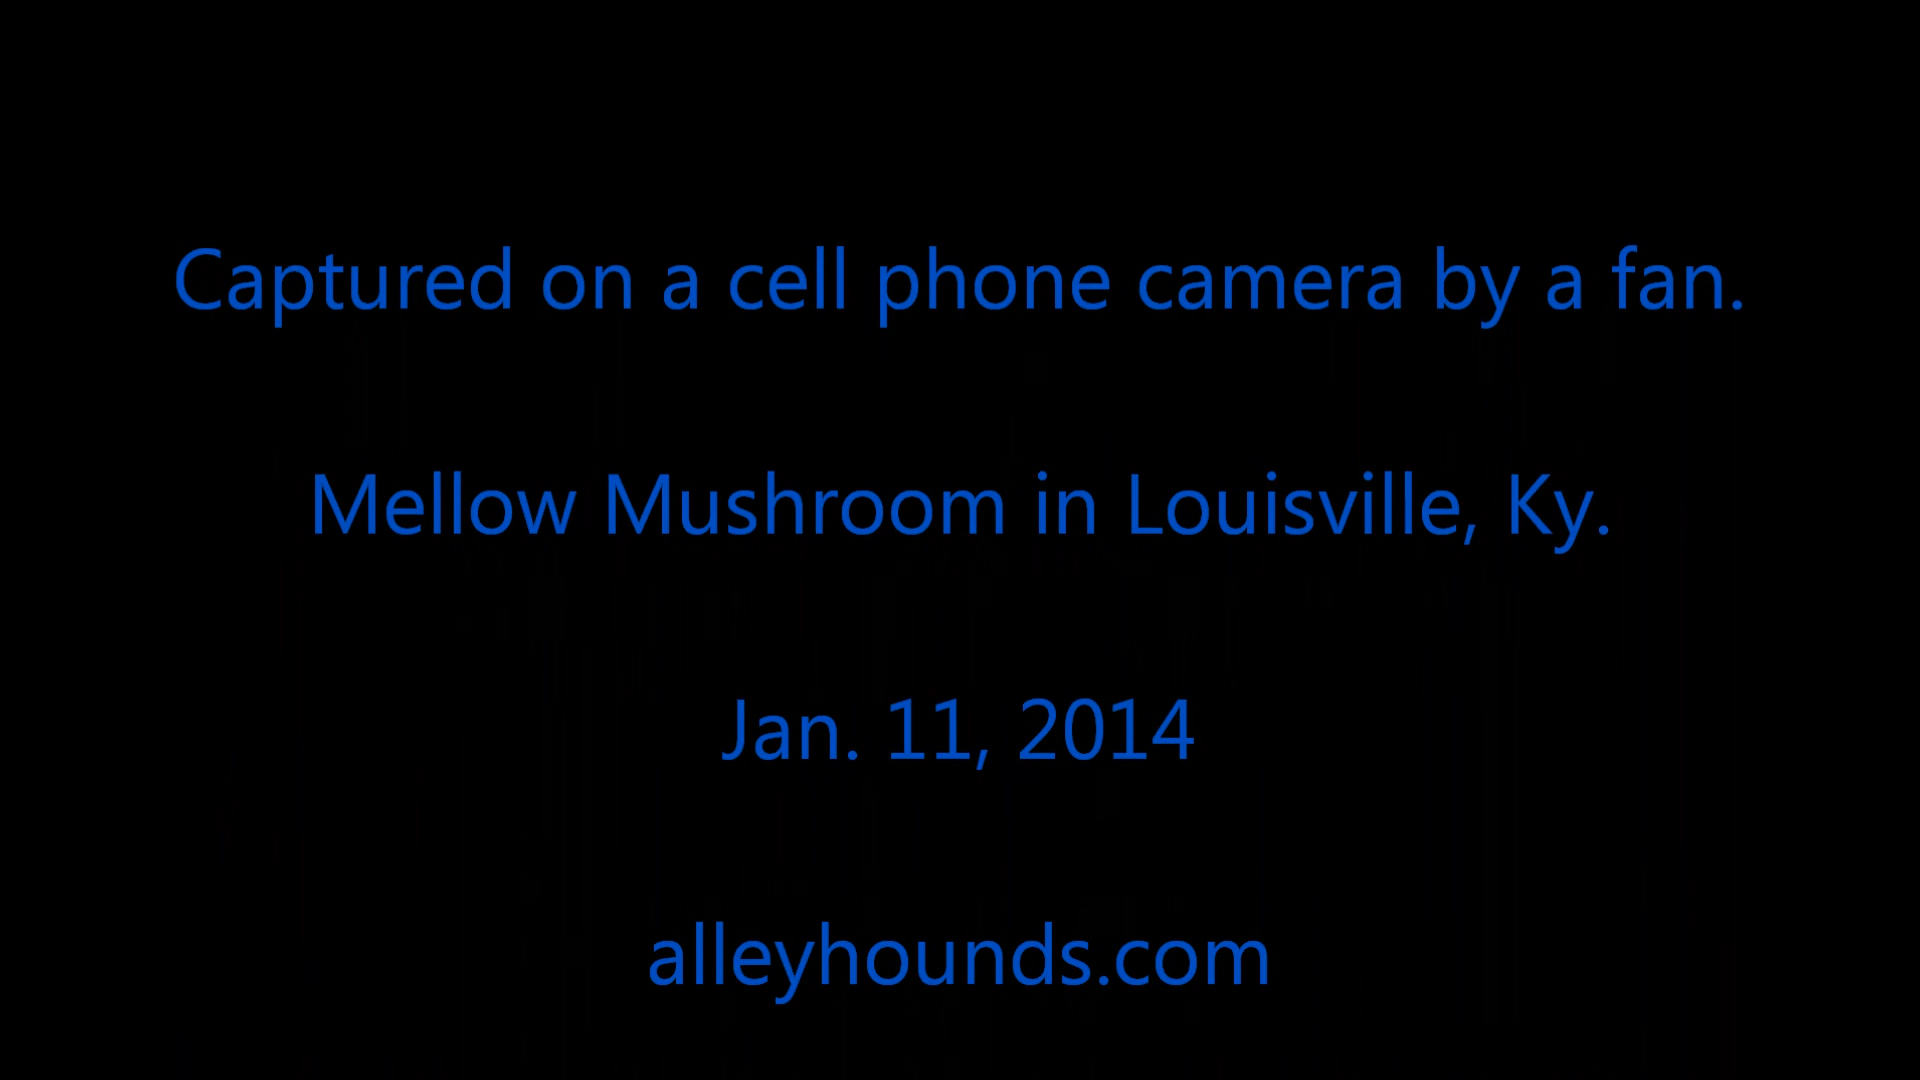 Captured on a cell phone camera by a fan.
Mellow Mushroom in Louisville, Ky.
Jan. 11, 2014
alleyhounds.com